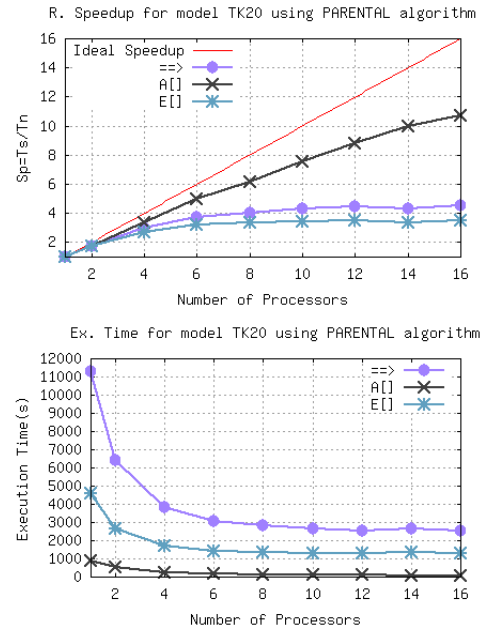 R. Speedup for model TK20 using PARENTAL algorithm
16
14
12
10
8
6
4
2
Sp=Ts/Tn
Ideal Speedup
==>
A[]
E[]
2 4 6 8 10 12 14 16
Number of Processors
Ex. Time for model TK20 using PARENTAL algorithm
12000
11000
10000
9000
8000
7000
6000
5000
4000
3000
2000
1000
0
Execution Time(s)
==>
A[]
E[]
2 4 6 8 10 12 14 16
Number of Processors